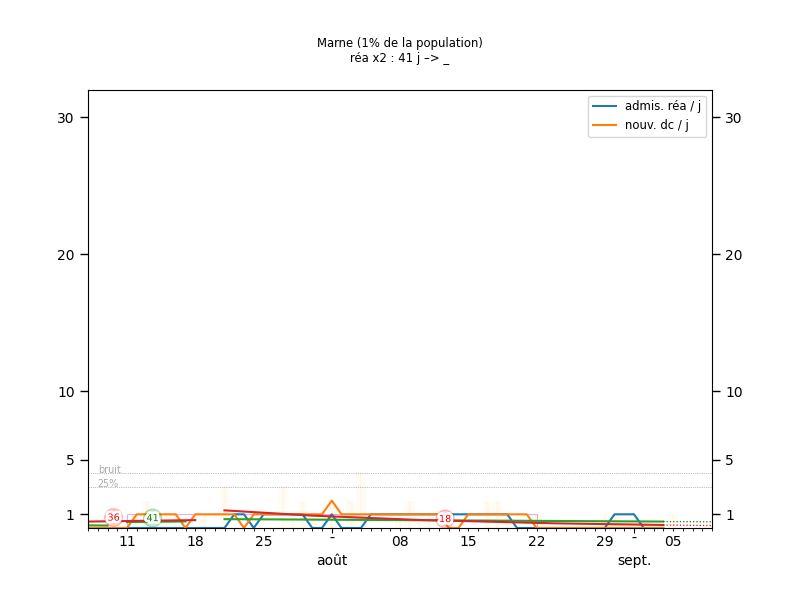 Marne (1% de la population)
réa x2 : 41 j –> _
admis. réa / j
nouv. dc / j
30 30
20 20
10 10
5 5
bruit
25%
1 1
36 41 18
11 18 25 - 08 15 22 29 - 05
août sept.